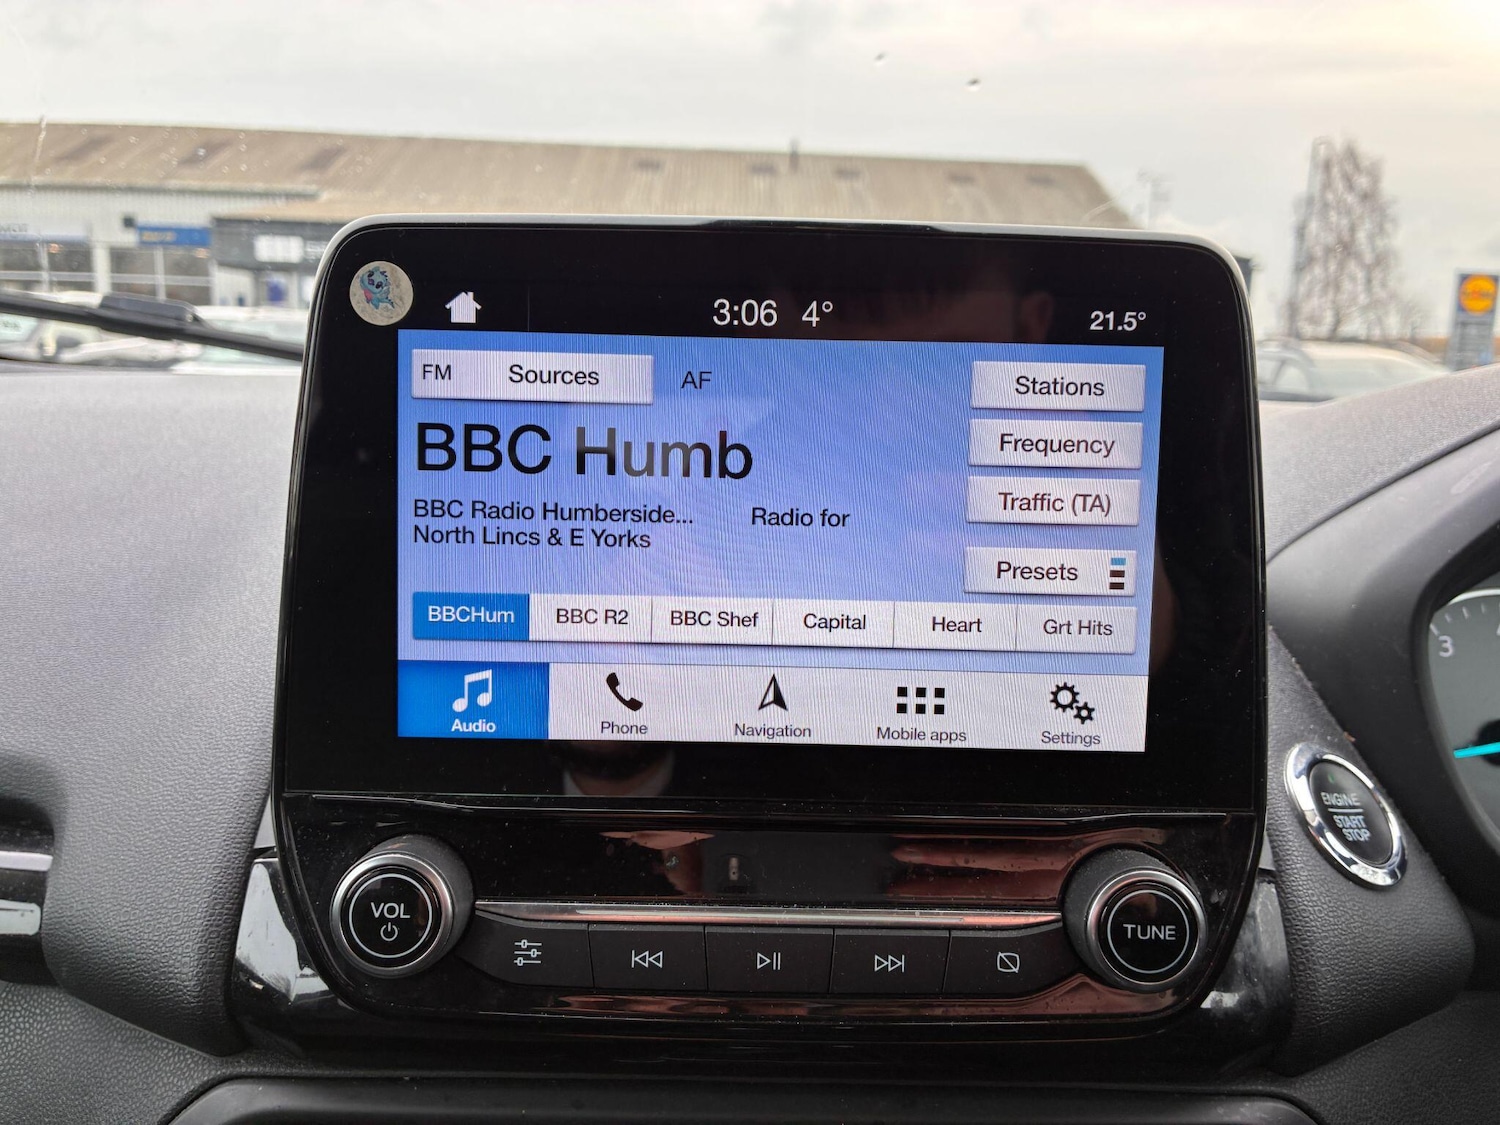 3:06 4°
21.5°
FM Sources
AF
Stations
BBC Humb
Frequency
BBC Radio Humberside...
Radio for
North Lincs & E Yorks
Traffic (TA)
Presets
BBCHum
BBC R2
BBC Shef
Capital
Heart
Grt Hits
Audio
Phone
Navigation
Mobile apps
Settings
VOL
TUNE
ENGINE
START
STOP
3